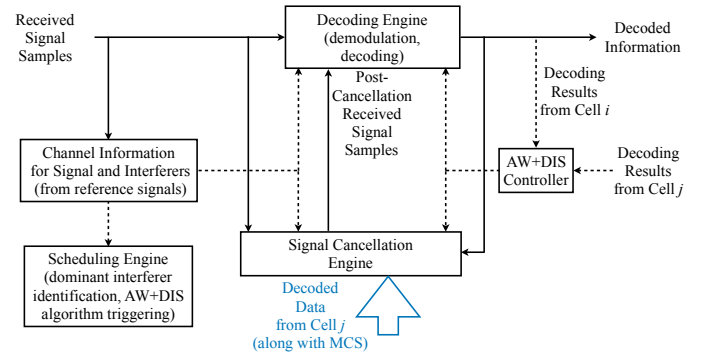 Received
Signal
Samples
Decoding Engine
(demodulation,
decoding)
Decoded
Information
Post-
Cancellation
Received
Signal
Samples
Decoding
Results
from Cell i
Channel Information
for Signal and Interferers
(from reference signals)
AW+DIS
Controller
Decoding
Results
from Cell j
Scheduling Engine
(dominant interferer
identification, AW+DIS
algorithm triggering)
Signal Cancellation
Engine
Decoded
Data
from Cell j
(along with MCS)